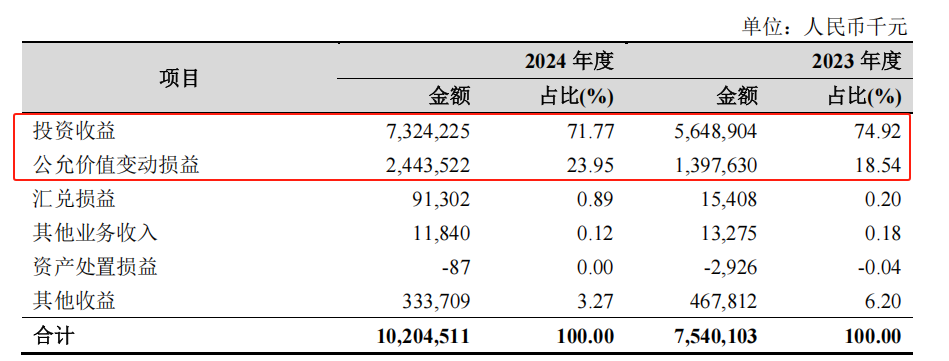 单位：人民币千元
项目 2024 年度 2023 年度
金额 占比(%) 金额 占比(%)
投资收益 7,324,225 71.77 5,648,904 74.92
公允价值变动损益 2,443,522 23.95 1,397,630 18.54
汇兑损益 91,302 0.89 15,408 0.20
其他业务收入 11,840 0.12 13,275 0.18
资产处置损益 -87 0.00 -2,926 -0.04
其他收益 333,709 3.27 467,812 6.20
合计 10,204,511 100.00 7,540,103 100.00